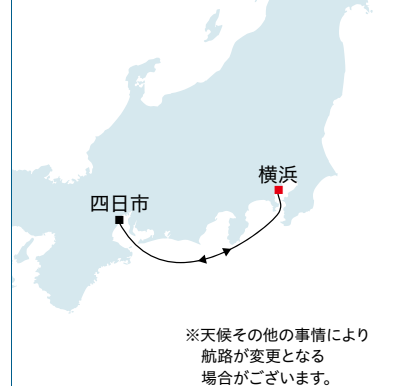 横浜
四日市
※天候その他の事情により
航路が変更となる
場合がございます。